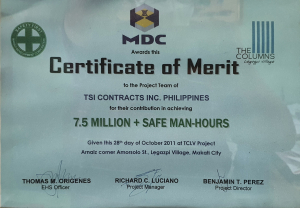 MDC
Awards this
THE
COLUMNS
Legazpi Village
Certificate of Merit
to the Project Team of
TSI CONTRACTS INC. PHILIPPINES
for their contribution in achieving
7.5 MILLION + SAFE MAN-HOURS
Given this 28th day of October 2011 at TCLV Project
Arnaiz corner Amorsolo St., Legaspi Village, Makati City
THOMAS M. ORIGENES
EHS Officer
RICHARD C. LUCIANO
Project Manager
BENJAMIN T. PEREZ
Project Director